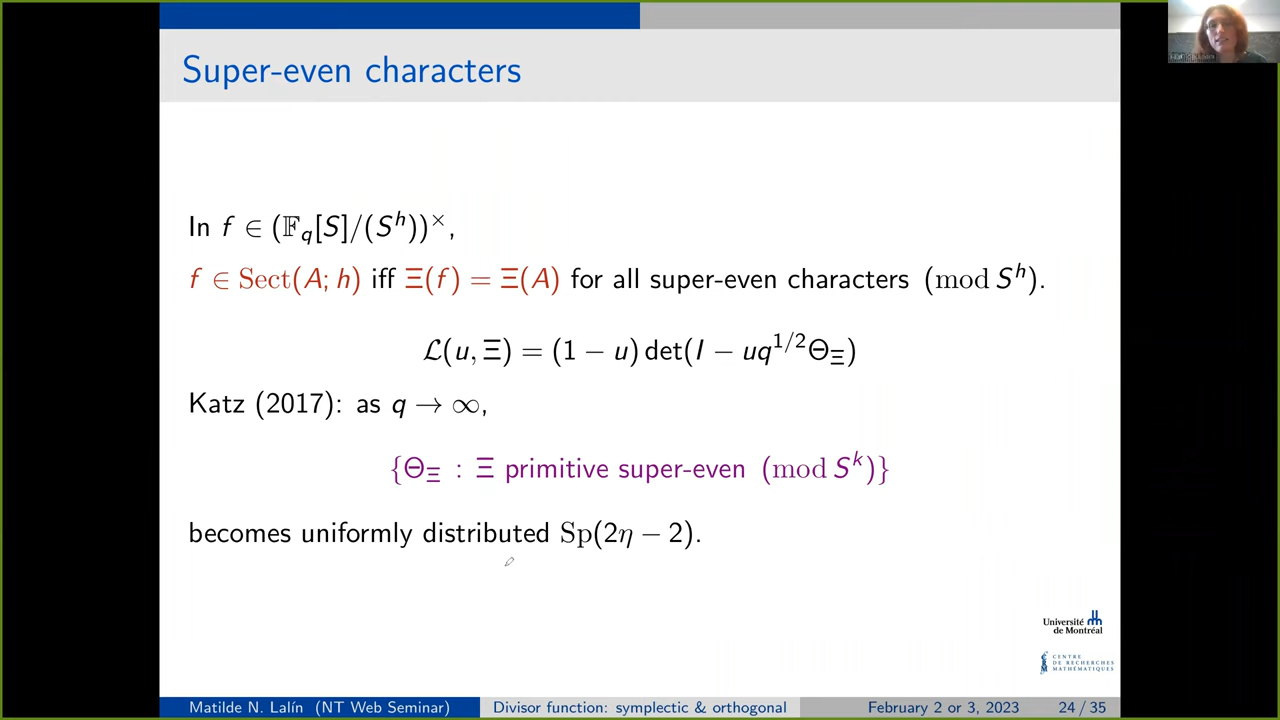 Super-even characters
In f ∈ (𝔽_q[S]/(S^h))^×,
f ∈ Sect(A; h) iff Ξ(f) = Ξ(A) for all super-even characters (mod S^h).
ℒ(u, Ξ) = (1 − u) det(I − uq^{1/2}Θ_Ξ)
Katz (2017): as q → ∞,
{Θ_Ξ : Ξ primitive super-even (mod S^k)}
becomes uniformly distributed Sp(2η − 2).
Université
de Montréal
CENTRE
DE RECHERCHES
MATHÉMATIQUES
Matilde N. Lalín (NT Web Seminar) Divisor function: symplectic & orthogonal February 2 or 3, 2023 24 / 35